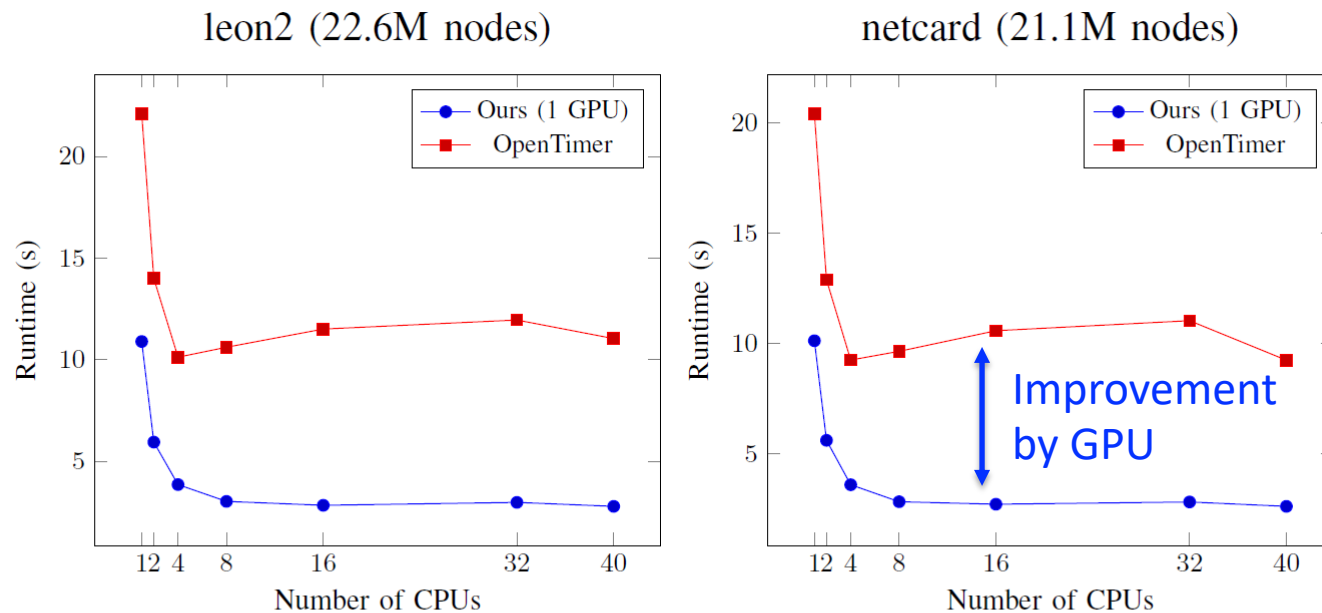 leon2 (22.6M nodes)
Ours (1 GPU)
OpenTimer
20
15
10
5
Runtime (s)
1 2 4 8 16 32 40
Number of CPUs
netcard (21.1M nodes)
Ours (1 GPU)
OpenTimer
20
15
10
5
Runtime (s)
Improvement
by GPU
1 2 4 8 16 32 40
Number of CPUs